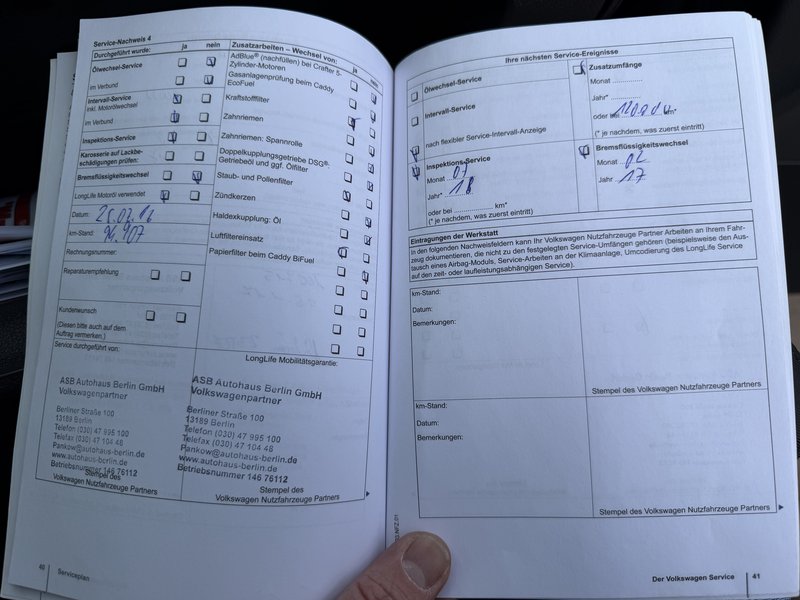 Service-Nachweis 4
Durchgeführt wurde: ja nein
Ölwechsel-Service
im Verbund
Intervall-Service
inkl. Motorölwechsel
im Verbund
Inspektions-Service
Karosserie auf Lackbe-
schädigungen prüfen:
Bremsflüssigkeitswechsel
LongLife Motoröl verwendet
Datum:
km-Stand: 94.907
Rechnungsnummer:
Reparaturempfehlung
Kundenwunsch
(Diesen bitte auch auf dem
Auftrag vermerken.)
Service durchgeführt von:
ASB Autohaus Berlin GmbH
Volkswagenpartner
Berliner Straße 100
13189 Berlin
Telefon (030) 47 995 100
Telefax (030) 47 104 48
Pankow@autohaus-berlin.de
www.autohaus-berlin.de
Betriebsnummer 146 76112
Stempel des
Volkswagen Nutzfahrzeuge Partners
Zusatzarbeiten – Wechsel von: ja nein
AdBlue® (nachfüllen) bei Crafter 5-
Zylinder-Motoren
Gasanlagenprüfung beim Caddy
EcoFuel
Kraftstofffilter
Zahnriemen
Zahnriemen: Spannrolle
Doppelkupplungsgetriebe DSG®:
Getriebeöl und ggf. Ölfilter
Staub- und Pollenfilter
Zündkerzen
Haldexkupplung: Öl
Luftfiltereinsatz
Papierfilter beim Caddy BiFuel
LongLife Mobilitätsgarantie:
ASB Autohaus Berlin GmbH
Volkswagenpartner
Berliner Straße 100
13189 Berlin
Telefon (030) 47 995 100
Telefax (030) 47 104 48
Pankow@autohaus-berlin.de
www.autohaus-berlin.de
Betriebsnummer 146 76112
Stempel des
Volkswagen Nutzfahrzeuge Partners
40 Serviceplan
Ihre nächsten Service-Ereignisse
Ölwechsel-Service
Intervall-Service
nach flexibler Service-Intervall-Anzeige
Inspektions-Service
Monat 07
Jahr* 18
oder bei .................... km*
(* je nachdem, was zuerst eintritt)
Zusatzumfänge
Monat ..............
Jahr* ..............
oder bei km*
(* je nachdem, was zuerst eintritt)
Bremsflüssigkeitswechsel
Monat 02
Jahr 17
Eintragungen der Werkstatt
In den folgenden Nachweisfeldern kann Ihr Volkswagen Nutzfahrzeuge Partner Arbeiten an Ihrem Fahr-
zeug dokumentieren, die nicht zu den festgelegten Service-Umfängen gehören (beispielsweise den Aus-
tausch eines Airbag-Moduls, Service-Arbeiten an der Klimaanlage, Umcodierung des LongLife Service
auf den zeit- oder laufleistungsabhängigen Service).
km-Stand:
Datum:
Bemerkungen:
Stempel des Volkswagen Nutzfahrzeuge Partners
km-Stand:
Datum:
Bemerkungen:
Stempel des Volkswagen Nutzfahrzeuge Partners
Der Volkswagen Service 41